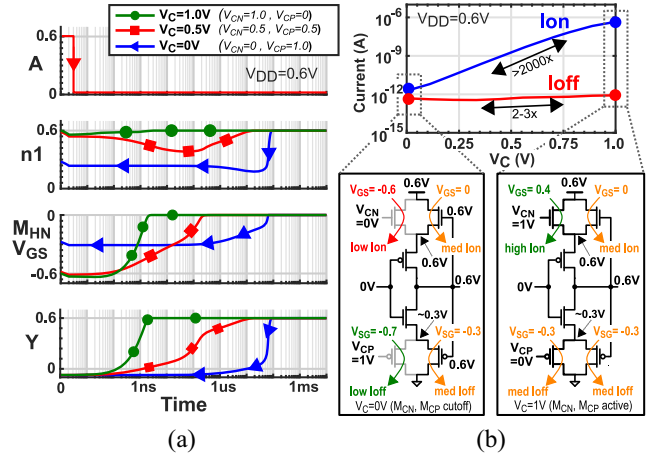 V_C=1.0V (V_CN=1.0 , V_CP=0)
V_C=0.5V (V_CN=0.5 , V_CP=0.5)
V_C=0V (V_CN=0 , V_CP=1.0)
A
0.6
0
V_DD=0.6V
n1
0.6
0
M_HN
V_GS
0
-0.6
Y
0.6
0
0 1ns 1us 1ms
Time
(a)
Current (A)
10^-6
10^-9
10^-12
10^-15
V_DD=0.6V
Ion
>2000x
Ioff
2-3x
0 0.25 0.5 0.75 1.0
V_C (V)
V_GS= -0.6
0.6V
V_GS= 0
V_CN
=0V
0.6V
low Ion
med Ion
0.6V
0V
0.6V
~0.3V
V_SG= -0.7
V_SG= -0.3
V_CP
=1V
0.6V
low Ioff
med Ioff
V_C=0V (M_CN, M_CP cutoff)
V_GS= 0.4
0.6V
V_GS= 0
V_CN
=1V
0.6V
high Ion
med Ion
0.6V
0V
0.6V
~0.3V
V_SG= -0.3
V_SG= -0.3
V_CP
=0V
0.6V
med Ioff
med Ioff
V_C=1V (M_CN, M_CP active)
(b)